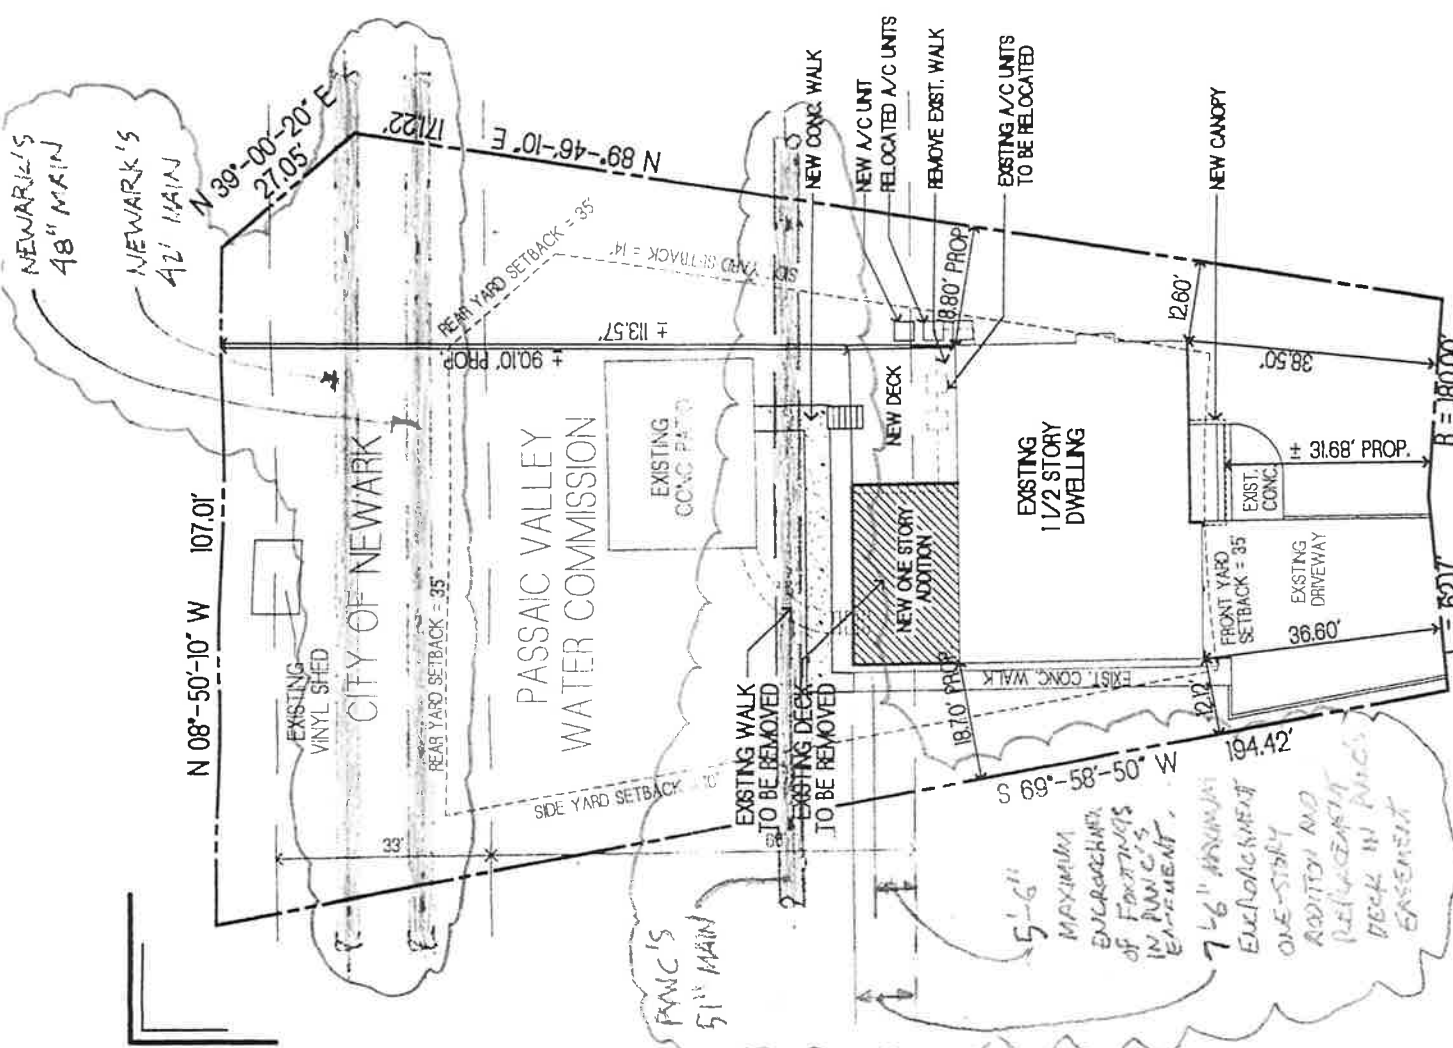 NEWARK'S
48" MAIN
NEWARK'S
42' MAIN
N 39°-00'-20" E
27.05'
171.22'
N 89°-46'-10" E
N 08°-50'-10" W 107.01'
EXISTING
VINYL SHED
CITY OF NEWARK
REAR YARD SETBACK = 35'
REAR YARD SETBACK = 35'
SIDE YARD SETBACK = 14'
± 113.57'
± 90.10' PROP.
PASSAIC VALLEY
WATER COMMISSION
EXISTING
CONC PATIO
SIDE YARD SETBACK
33'
NEW CONC. WALK
NEW A/C UNIT
RELOCATED A/C UNITS
REMOVE EXIST. WALK
EXISTING A/C UNITS
TO BE RELOCATED
NEW CANOPY
18.80' PROP.
12.60'
NEW DECK
NEW ONE STORY
ADDITION
EXISTING
1 1/2 STORY
DWELLING
38.50'
± 31.68' PROP.
EXIST.
CONC.
R = 180.00'
EXISTING WALK
TO BE REMOVED
EXISTING DECK
TO BE REMOVED
EXIST. CONC. WALK
18.70' PROP.
12.12'
FRONT YARD
SETBACK = 35'
EXISTING
DRIVEWAY
36.60'
S 69°-58'-50" W
194.42'
PVWC'S
51" MAIN
5'-6"
MAXIMUM
ENCROACHMENT
OF FOOTINGS
IN PVWC'S
EASEMENT.
7'-6" MAXIMUM
ENCROACHMENT
ONE-STORY
ADDITION AND
REPLACEMENT
DECK IN PVWC'S
EASEMENT